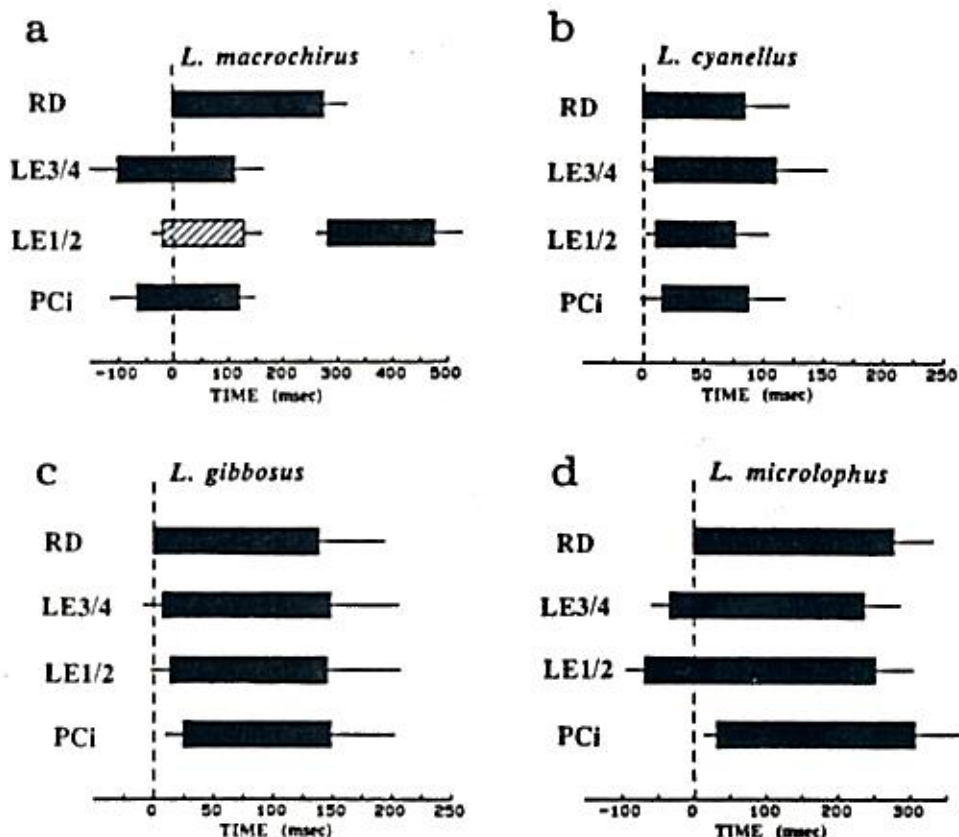 a
L. macrochirus
RD
LE3/4
LE1/2
PCi
-100 0 100 200 300 400 500
TIME (msec)
b
L. cyanellus
RD
LE3/4
LE1/2
PCi
0 50 100 150 200 250
TIME (msec)
c
L. gibbosus
RD
LE3/4
LE1/2
PCi
0 50 100 150 200 250
TIME (msec)
d
L. microlophus
RD
LE3/4
LE1/2
PCi
-100 0 100 200 300
TIME (msec)